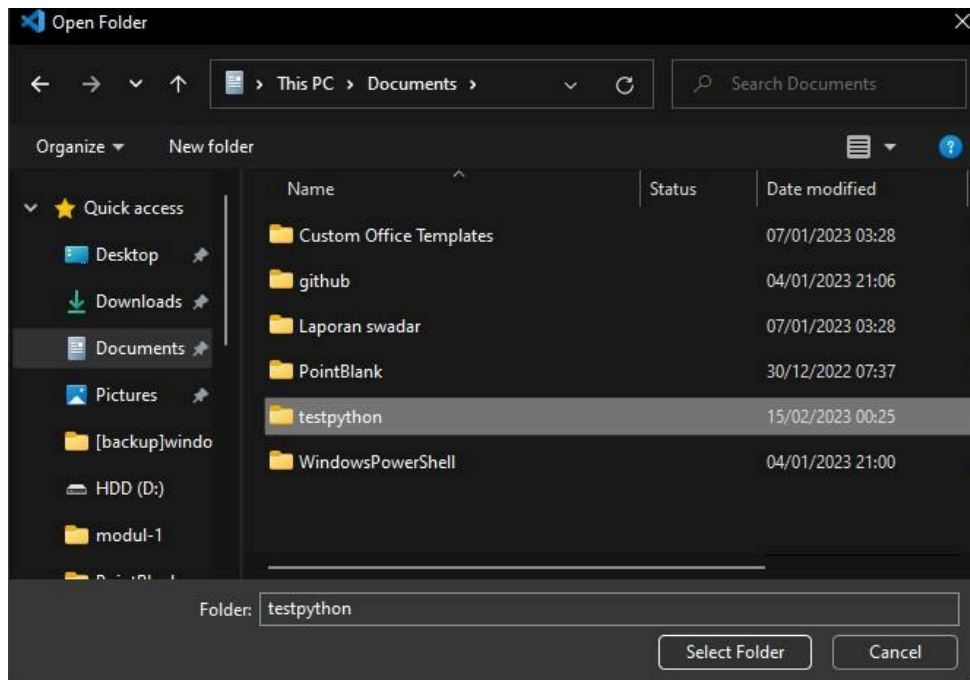 Open Folder
This PC > Documents >
Search Documents
Organize
New folder
Name
Status
Date modified
Quick access
Desktop
Downloads
Documents
Pictures
[backup]windo
HDD (D:)
modul-1
Custom Office Templates 07/01/2023 03:28
github 04/01/2023 21:06
Laporan swadar 07/01/2023 03:28
PointBlank 30/12/2022 07:37
testpython 15/02/2023 00:25
WindowsPowerShell 04/01/2023 21:00
Folder: testpython
Select Folder
Cancel